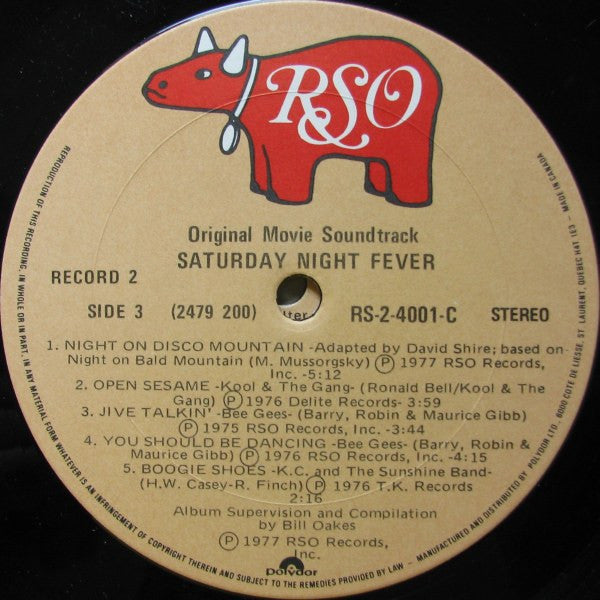 RSO
Original Movie Soundtrack
SATURDAY NIGHT FEVER
RECORD 2
SIDE 3 (2479 200) RS-2-4001-C STEREO
1. NIGHT ON DISCO MOUNTAIN -Adapted by David Shire; based on
Night on Bald Mountain (M. Mussorgsky) Ⓟ 1977 RSO Records,
Inc. -5:12
2. OPEN SESAME -Kool & The Gang- (Ronald Bell/Kool & The
Gang) Ⓟ 1976 Delite Records- 3:59
3. JIVE TALKIN' -Bee Gees- (Barry, Robin & Maurice Gibb)
Ⓟ 1975 RSO Records, Inc. -3:44
4. YOU SHOULD BE DANCING -Bee Gees- (Barry, Robin &
Maurice Gibb) Ⓟ 1976 RSO Records, Inc. -4:15
5. BOOGIE SHOES -K.C. and The Sunshine Band-
(H.W. Casey-R. Finch) Ⓟ 1976 T.K. Records
2:16
Album Supervision and Compilation
by Bill Oakes
Ⓟ 1977 RSO Records,
Inc.
polydor
REPRODUCTION OF THIS RECORDING, IN WHOLE OR IN PART, IN ANY MATERIAL FORM WHATEVER IS AN INFRINGEMENT OF COPYRIGHT THEREIN AND SUBJECT TO THE REMEDIES PROVIDED BY LAW – MANUFACTURED AND DISTRIBUTED BY POLYDOR LTD. 6000 COTE DE LIESSE, ST. LAURENT, QUEBEC H4T 1E3 – MADE IN CANADA